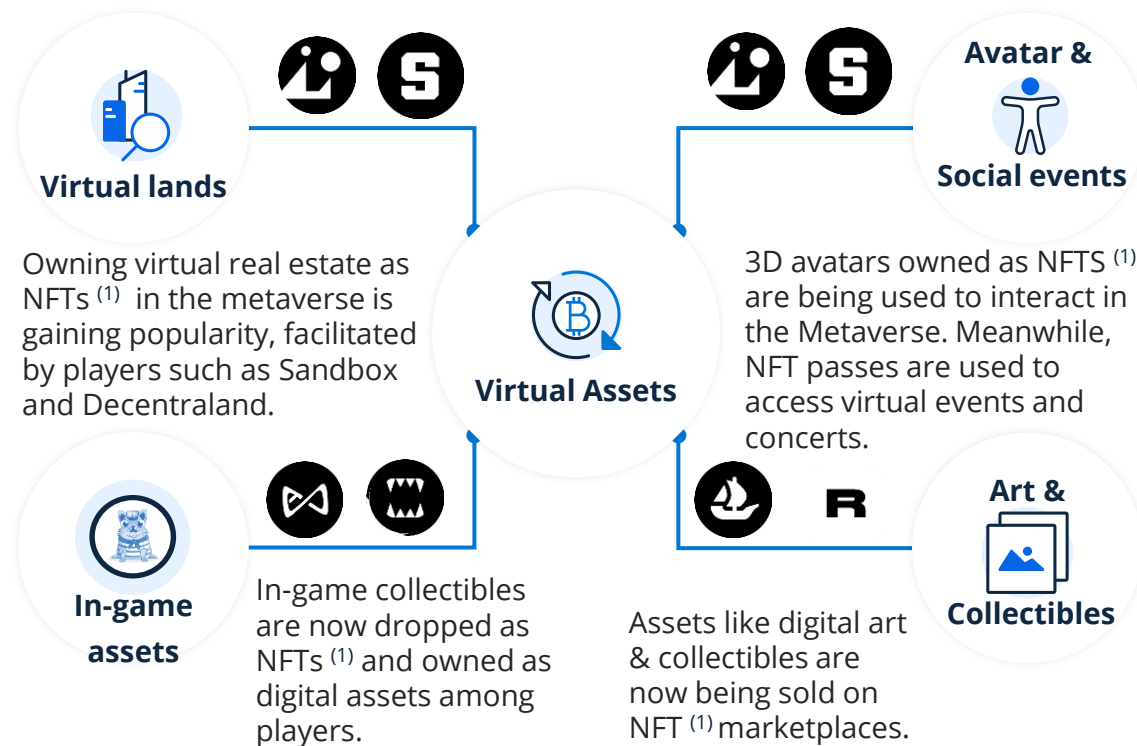 Virtual lands
Owning virtual real estate as
NFTs (1) in the metaverse is
gaining popularity, facilitated
by players such as Sandbox
and Decentraland.
S
S
Avatar &
Social events
3D avatars owned as NFTS (1)
are being used to interact in
the Metaverse. Meanwhile,
NFT passes are used to
access virtual events and
concerts.
Virtual Assets
In-game
assets
In-game collectibles
are now dropped as
NFTs (1) and owned as
digital assets among
players.
R
Art &
Collectibles
Assets like digital art
& collectibles are
now being sold on
NFT (1) marketplaces.